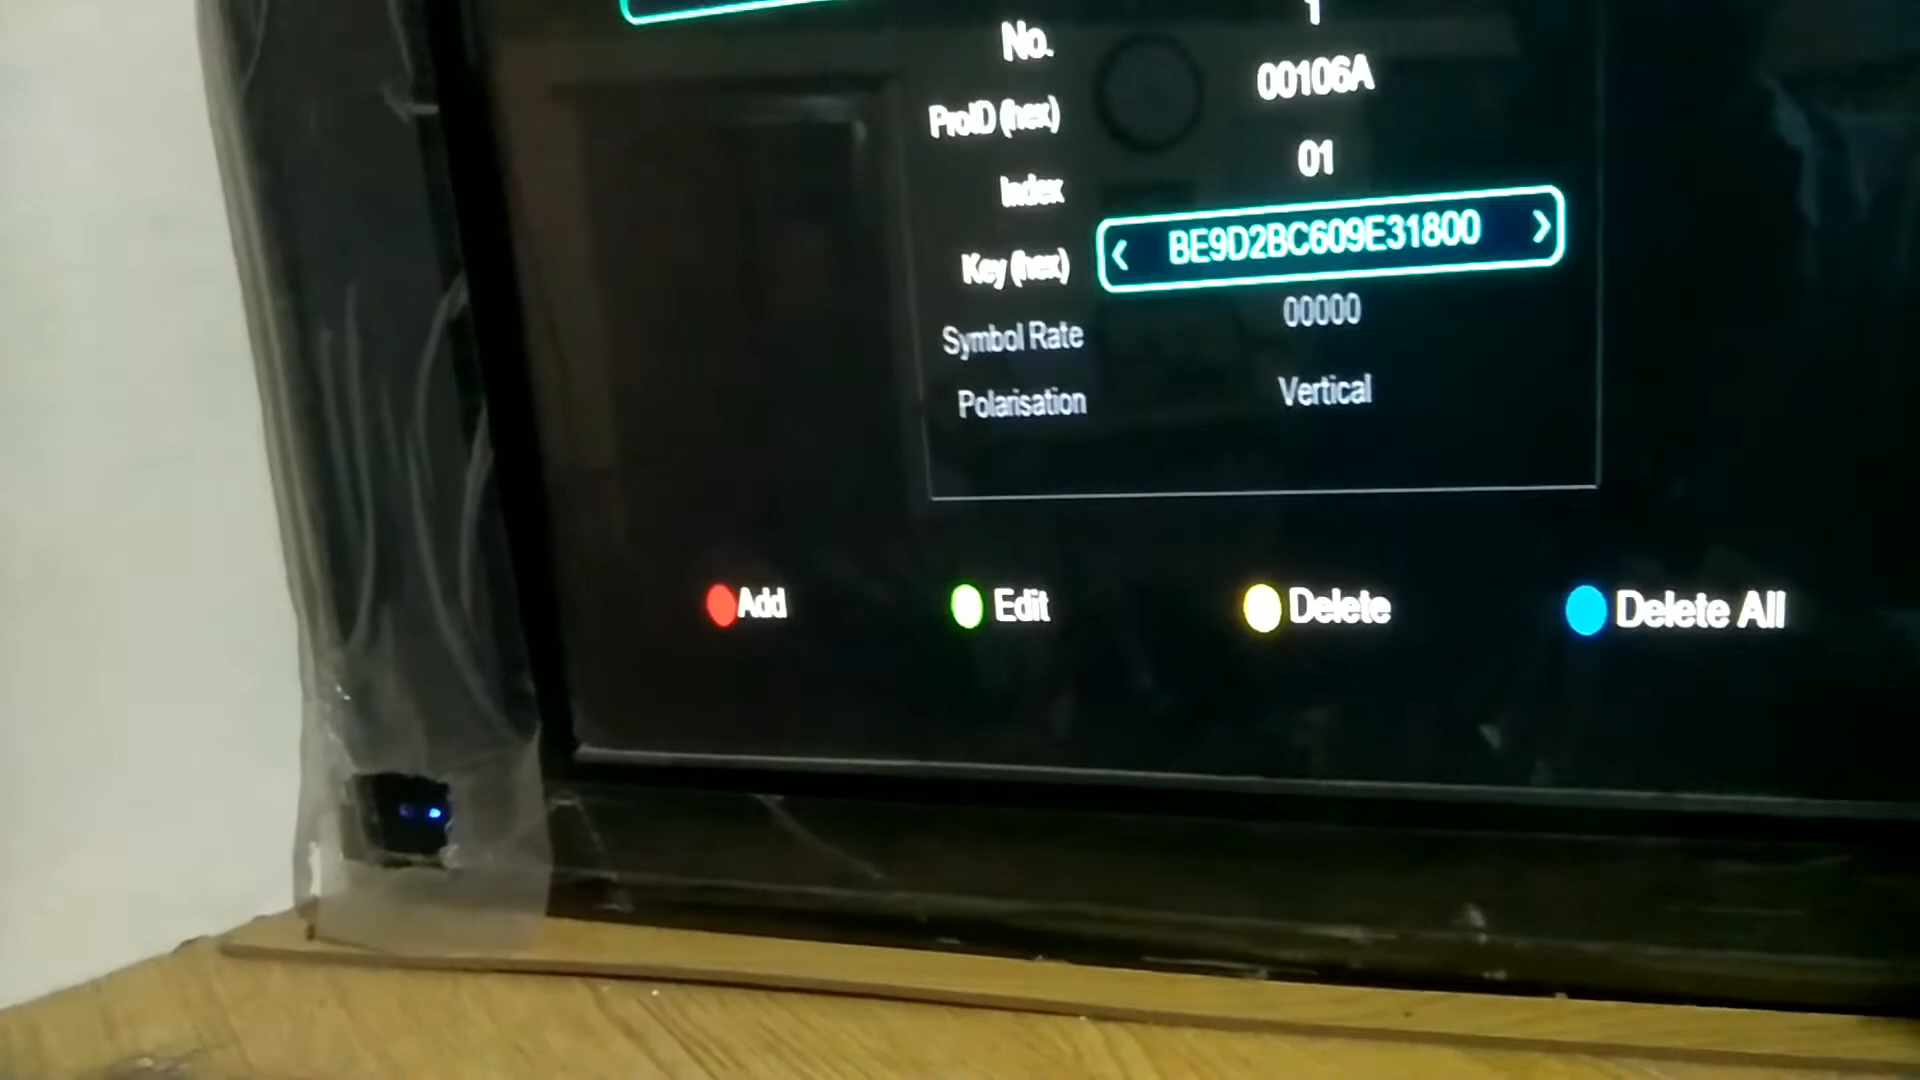 No. 1
ProID (hex) 00106A
Index 01
Key (hex) < BE9D2BC609E31800 >
Symbol Rate 00000
Polarisation Vertical
Add Edit Delete Delete All